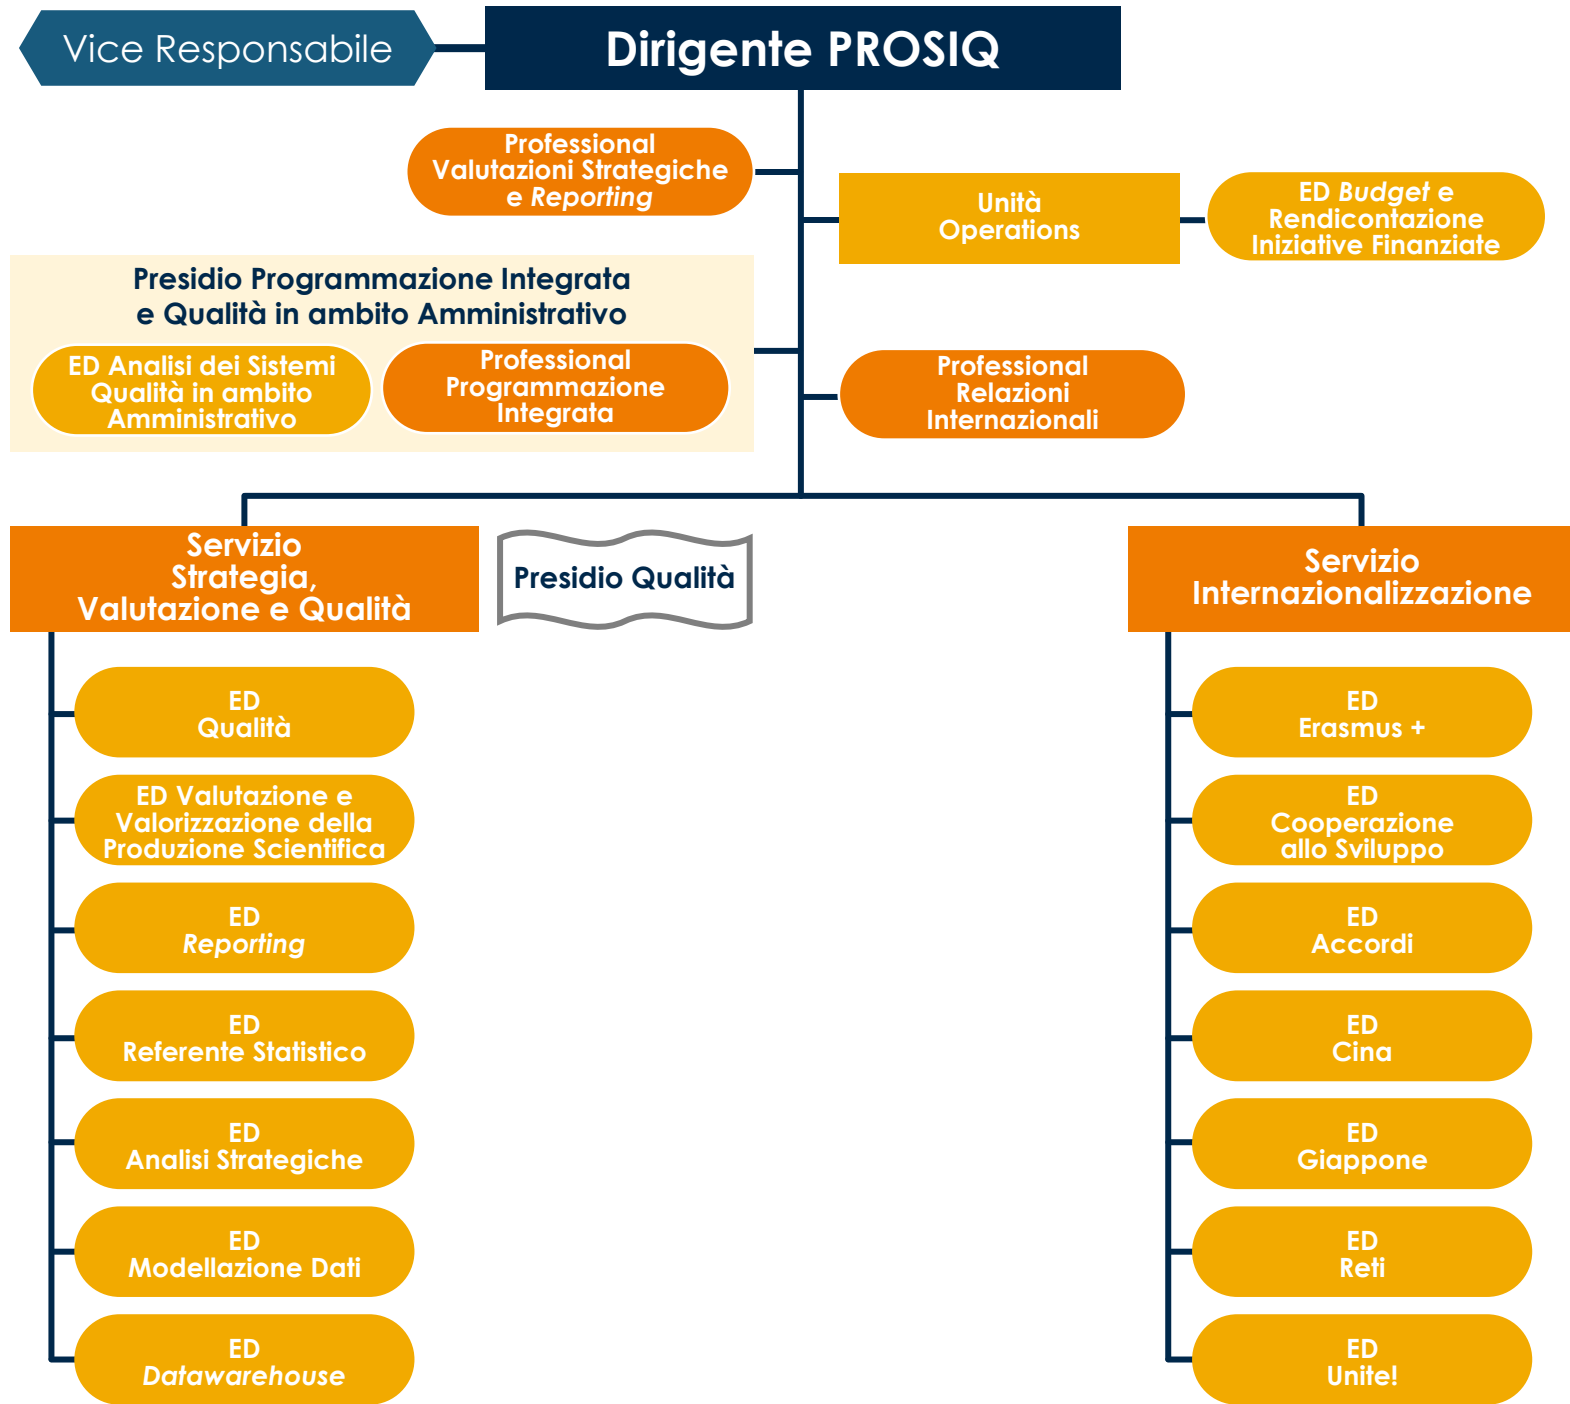 Vice Responsabile
Dirigente PROSIQ
Professional
Valutazioni Strategiche
e Reporting
Unità
Operations
ED Budget e
Rendicontazione
Iniziative Finanziate
Presidio Programmazione Integrata
e Qualità in ambito Amministrativo
ED Analisi dei Sistemi
Qualità in ambito
Amministrativo
Professional
Programmazione
Integrata
Professional
Relazioni
Internazionali
Servizio
Strategia,
Valutazione e Qualità
Presidio Qualità
Servizio
Internazionalizzazione
ED
Qualità
ED Valutazione e
Valorizzazione della
Produzione Scientifica
ED
Reporting
ED
Referente Statistico
ED
Analisi Strategiche
ED
Modellazione Dati
ED
Datawarehouse
ED
Erasmus +
ED
Cooperazione
allo Sviluppo
ED
Accordi
ED
Cina
ED
Giappone
ED
Reti
ED
Unite!